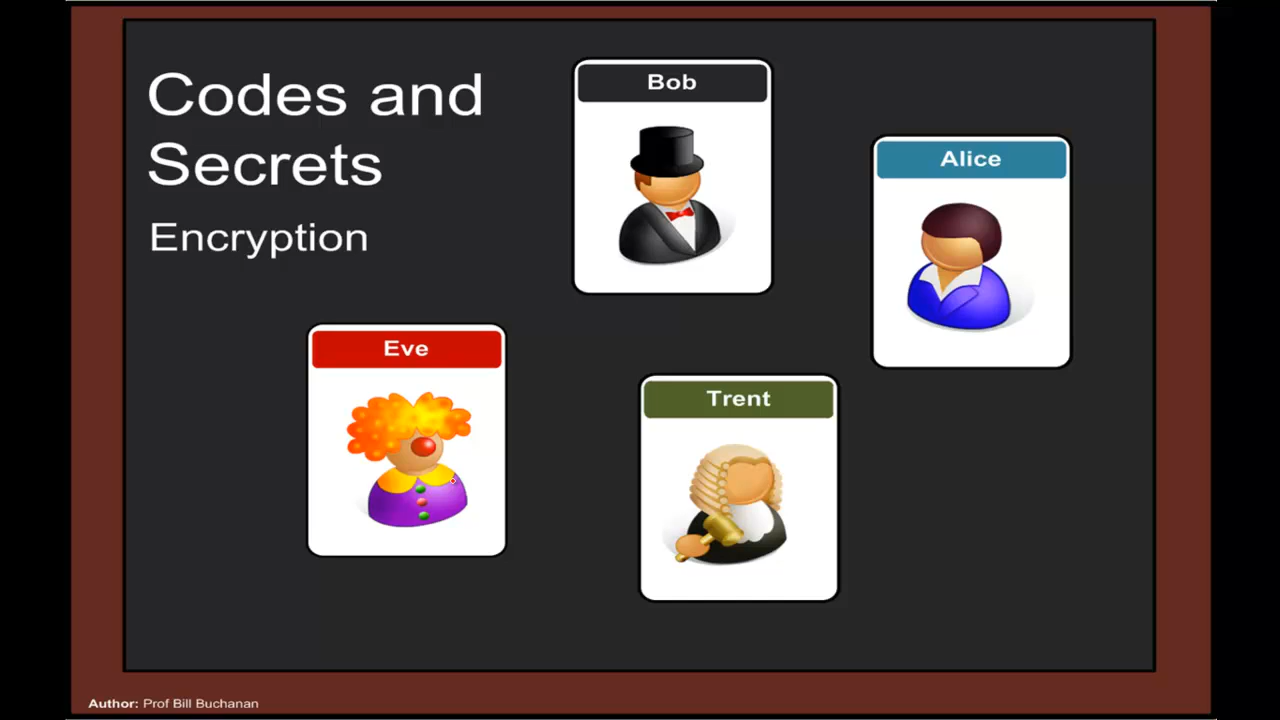 Codes and
Secrets
Encryption
Bob
Alice
Eve
Trent
Author: Prof Bill Buchanan